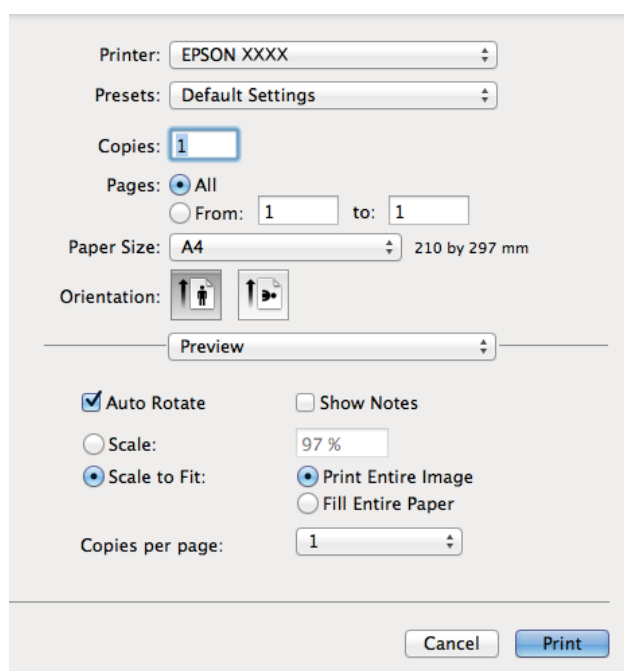 Printer: EPSON XXXX
Presets: Default Settings
Copies: 1
Pages: All
From: 1 to: 1
Paper Size: A4 210 by 297 mm
Orientation:
Preview
Auto Rotate Show Notes
Scale: 97 %
Scale to Fit: Print Entire Image
Fill Entire Paper
Copies per page: 1
Cancel Print